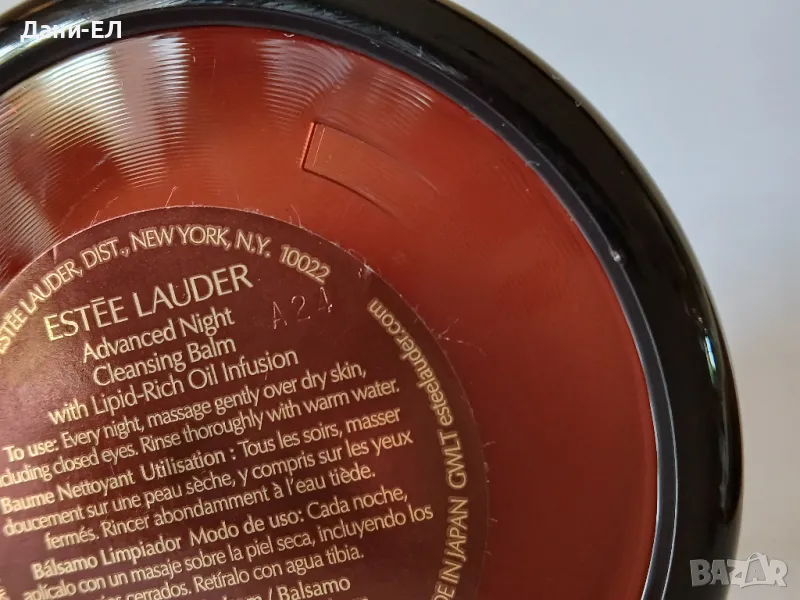 Дани-ЕЛ
ESTĒE LAUDER, DIST., NEW YORK, N.Y. 10022
ESTĒE LAUDER
A24
Advanced Night
Cleansing Balm
with Lipid-Rich Oil Infusion
To use: Every night, massage gently over dry skin,
including closed eyes. Rinse thoroughly with warm water.
Baume Nettoyant Utilisation : Tous les soirs, masser
doucement sur une peau sèche, y compris sur les yeux
fermés. Rincer abondamment à l'eau tiède.
Bálsamo Limpiador Modo de uso: Cada noche,
aplícalo con un masaje sobre la piel seca, incluyendo los
cerrados. Retíralo con agua tibia.
/ Balsamo
IN JAPAN GWLT esteelauder.com
BAZAR